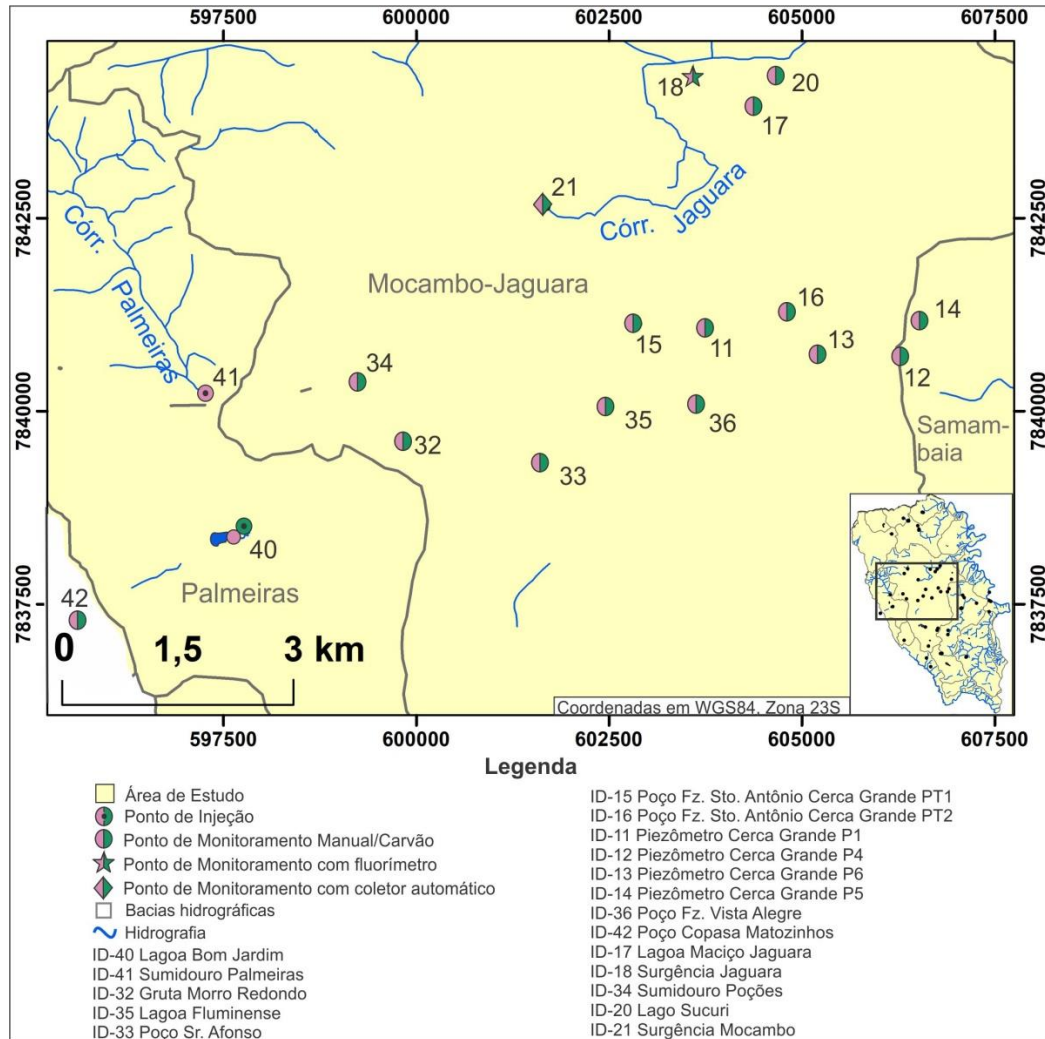 597500 600000 602500 605000 607500
18
20
17
7842500
21
7842500
Córr. Jaguara
Córr.
Palmeiras
Mocambo-Jaguara
16
14
15
11
13
12
41
34
7840000
7840000
35
36
32
33
Samam-
baia
40
7837500
42
Palmeiras
7837500
0 1,5 3 km
Coordenadas em WGS84. Zona 23S
597500 600000 602500 605000 607500
Legenda
Área de Estudo
Ponto de Injeção
Ponto de Monitoramento Manual/Carvão
Ponto de Monitoramento com fluorímetro
Ponto de Monitoramento com coletor automático
Bacias hidrográficas
Hidrografia
ID-40 Lagoa Bom Jardim
ID-41 Sumidouro Palmeiras
ID-32 Gruta Morro Redondo
ID-35 Lagoa Fluminense
ID-33 Poço Sr. Afonso
ID-15 Poço Fz. Sto. Antônio Cerca Grande PT1
ID-16 Poço Fz. Sto. Antônio Cerca Grande PT2
ID-11 Piezômetro Cerca Grande P1
ID-12 Piezômetro Cerca Grande P4
ID-13 Piezômetro Cerca Grande P6
ID-14 Piezômetro Cerca Grande P5
ID-36 Poço Fz. Vista Alegre
ID-42 Poço Copasa Matozinhos
ID-17 Lagoa Maciço Jaguara
ID-18 Surgência Jaguara
ID-34 Sumidouro Poções
ID-20 Lago Sucuri
ID-21 Surgência Mocambo